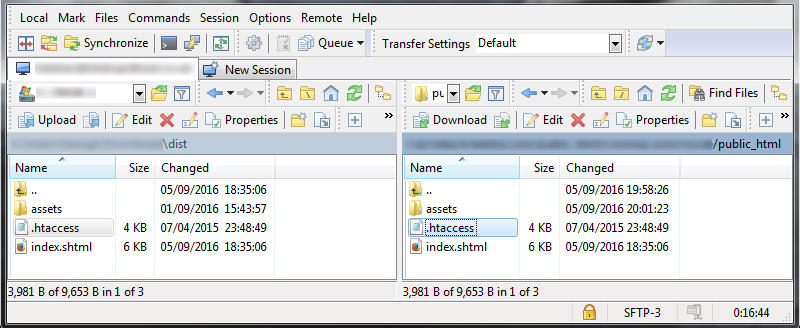 Local Mark Files Commands Session Options Remote Help
Synchronize Queue Transfer Settings Default
New Session
pu Find Files
Upload Edit Properties » Download Edit Properties »
\dist /public_html
Name Size Changed Name Size Changed
.. 05/09/2016 18:35:06 .. 05/09/2016 19:58:26
assets 01/09/2016 15:43:57 assets 05/09/2016 20:01:23
.htaccess 4 KB 07/04/2015 23:48:49 .htaccess 4 KB 07/04/2015 23:48:49
index.shtml 6 KB 05/09/2016 18:35:06 index.shtml 6 KB 05/09/2016 18:35:06
3,981 B of 9,653 B in 1 of 3 3,981 B of 9,653 B in 1 of 3
SFTP-3 0:16:44